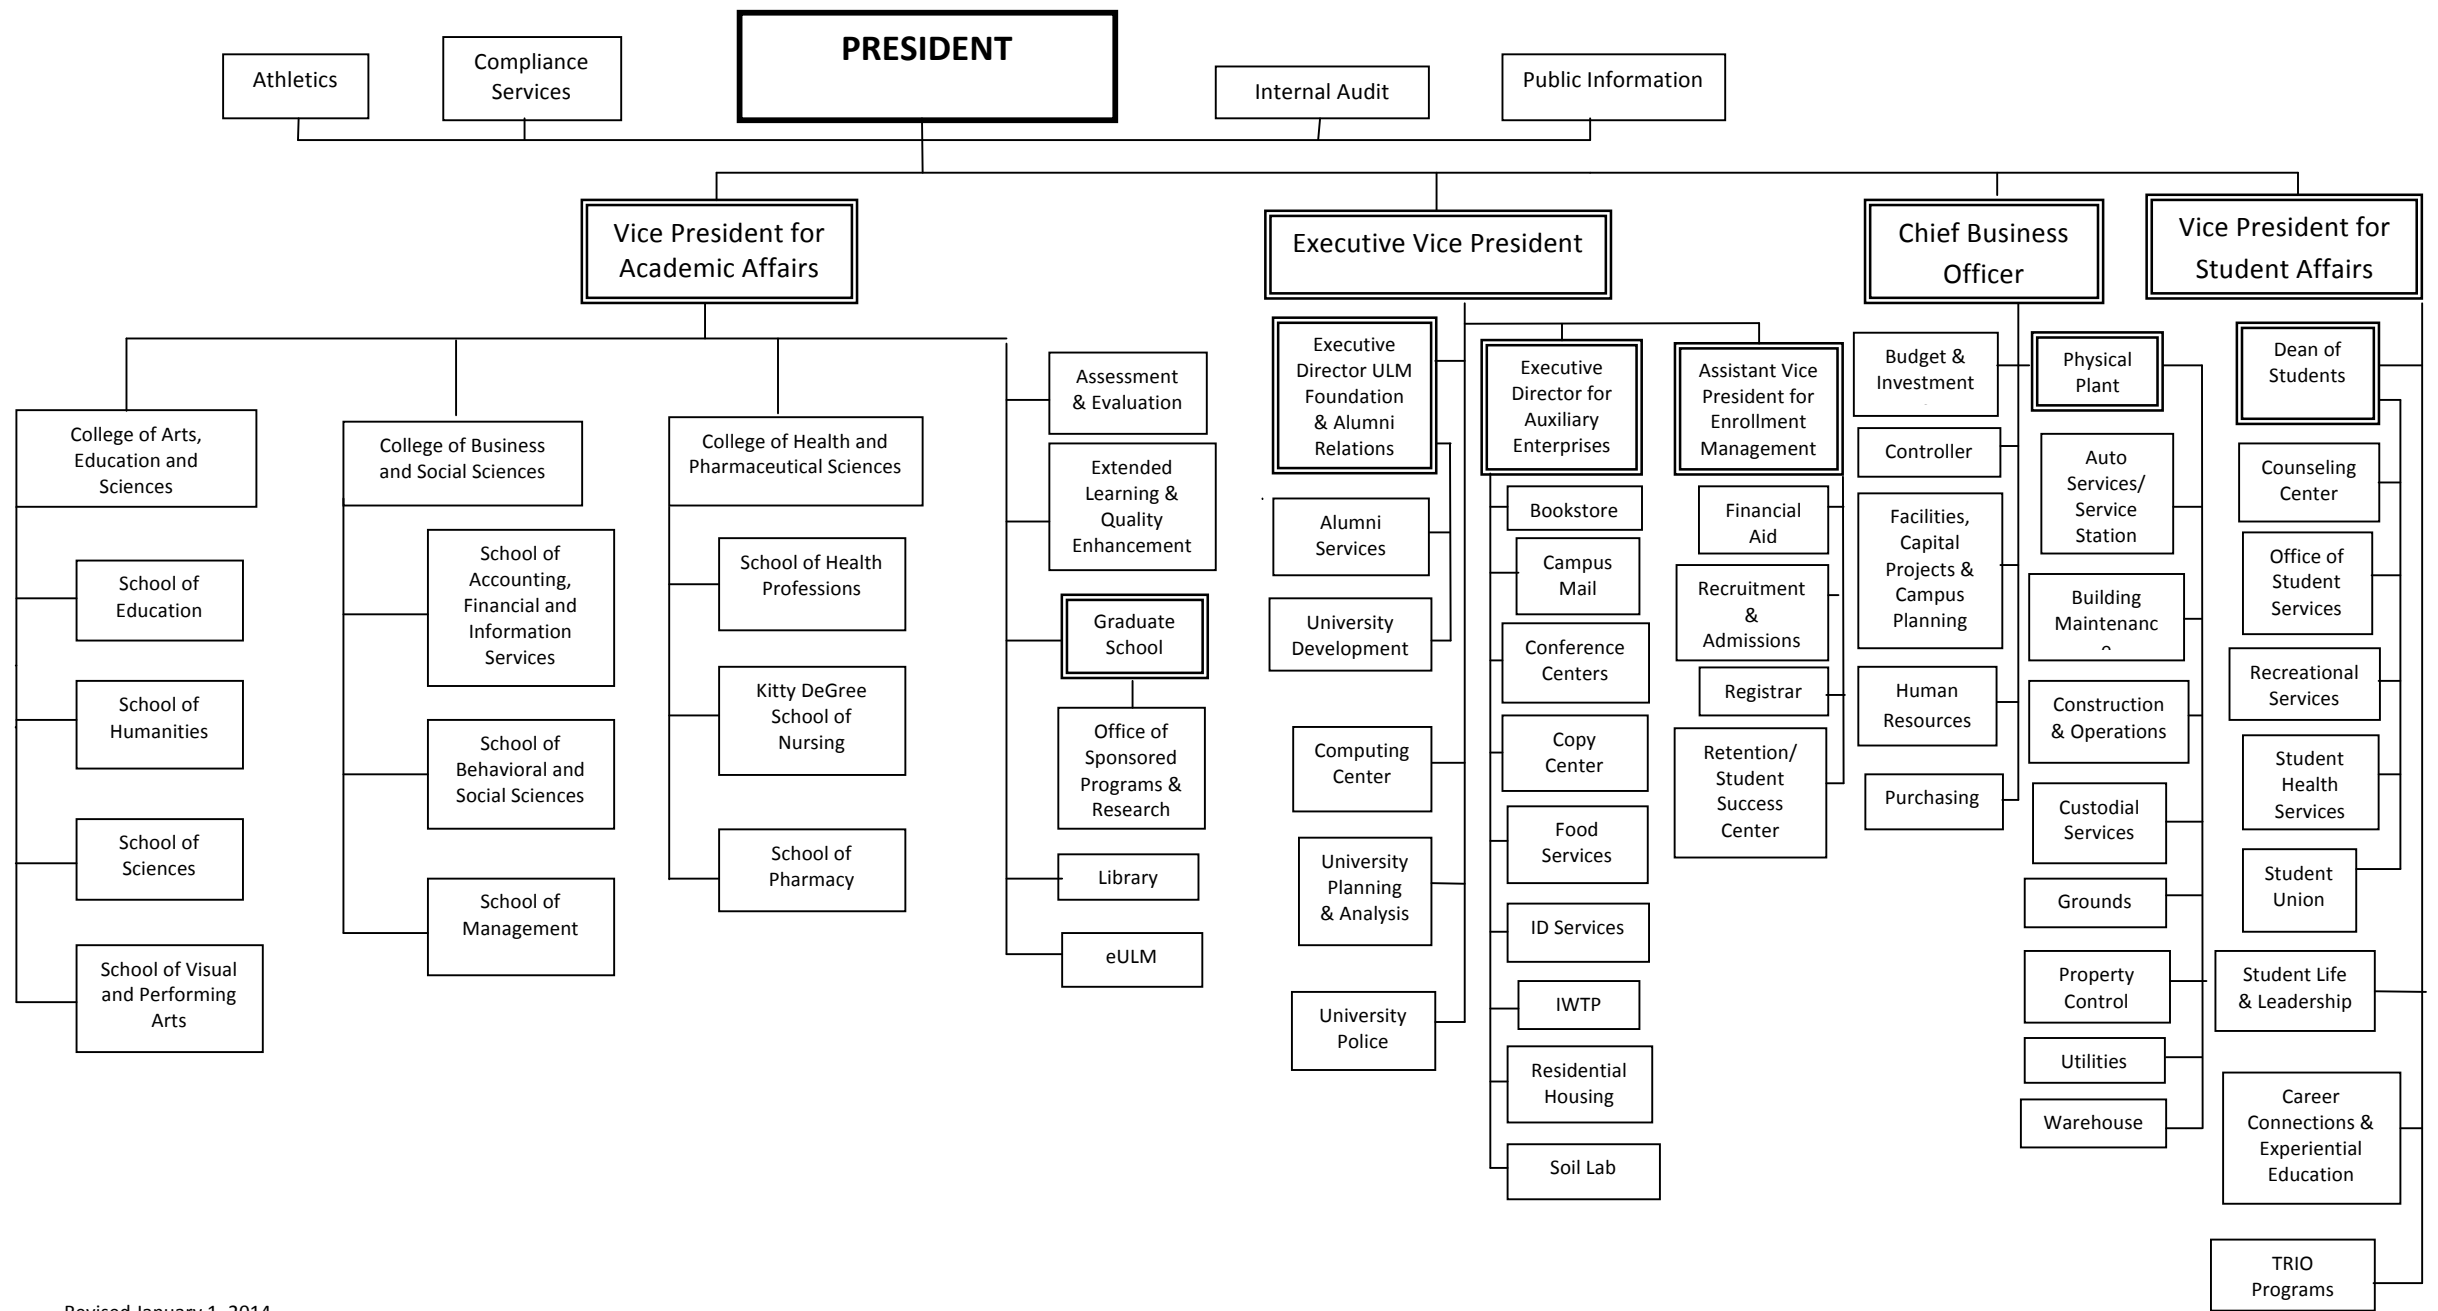 PRESIDENT
Athletics
Compliance
Services
Internal Audit
Public Information
Vice President for
Academic Affairs
Executive Vice President
Chief Business
Officer
Vice President for
Student Affairs
College of Arts,
Education and
Sciences
School of
Education
School of
Humanities
School of
Sciences
School of Visual
and Performing
Arts
College of Business
and Social Sciences
School of
Accounting,
Financial and
Information
Services
School of
Behavioral and
Social Sciences
School of
Management
College of Health and
Pharmaceutical Sciences
School of Health
Professions
Kitty DeGree
School of
Nursing
School of
Pharmacy
Assessment
& Evaluation
Extended
Learning &
Quality
Enhancement
Graduate
School
Office of
Sponsored
Programs &
Research
Library
eULM
Executive
Director ULM
Foundation
& Alumni
Relations
Alumni
Services
University
Development
Computing
Center
University
Planning
& Analysis
University
Police
Executive
Director for
Auxiliary
Enterprises
Bookstore
Campus
Mail
Conference
Centers
Copy
Center
Food
Services
ID Services
IWTP
Residential
Housing
Soil Lab
Assistant Vice
President for
Enrollment
Management
Financial
Aid
Recruitment
&
Admissions
Registrar
Retention/
Student
Success
Center
Budget &
Investment
Controller
Facilities,
Capital
Projects &
Campus
Planning
Human
Resources
Purchasing
Physical
Plant
Auto
Services/
Service
Station
Building
Maintenanc
Construction
& Operations
Custodial
Services
Grounds
Property
Control
Utilities
Warehouse
Dean of
Students
Counseling
Center
Office of
Student
Services
Recreational
Services
Student
Health
Services
Student
Union
Student Life
& Leadership
Career
Connections &
Experiential
Education
TRIO
Programs
Revised January 1, 2014